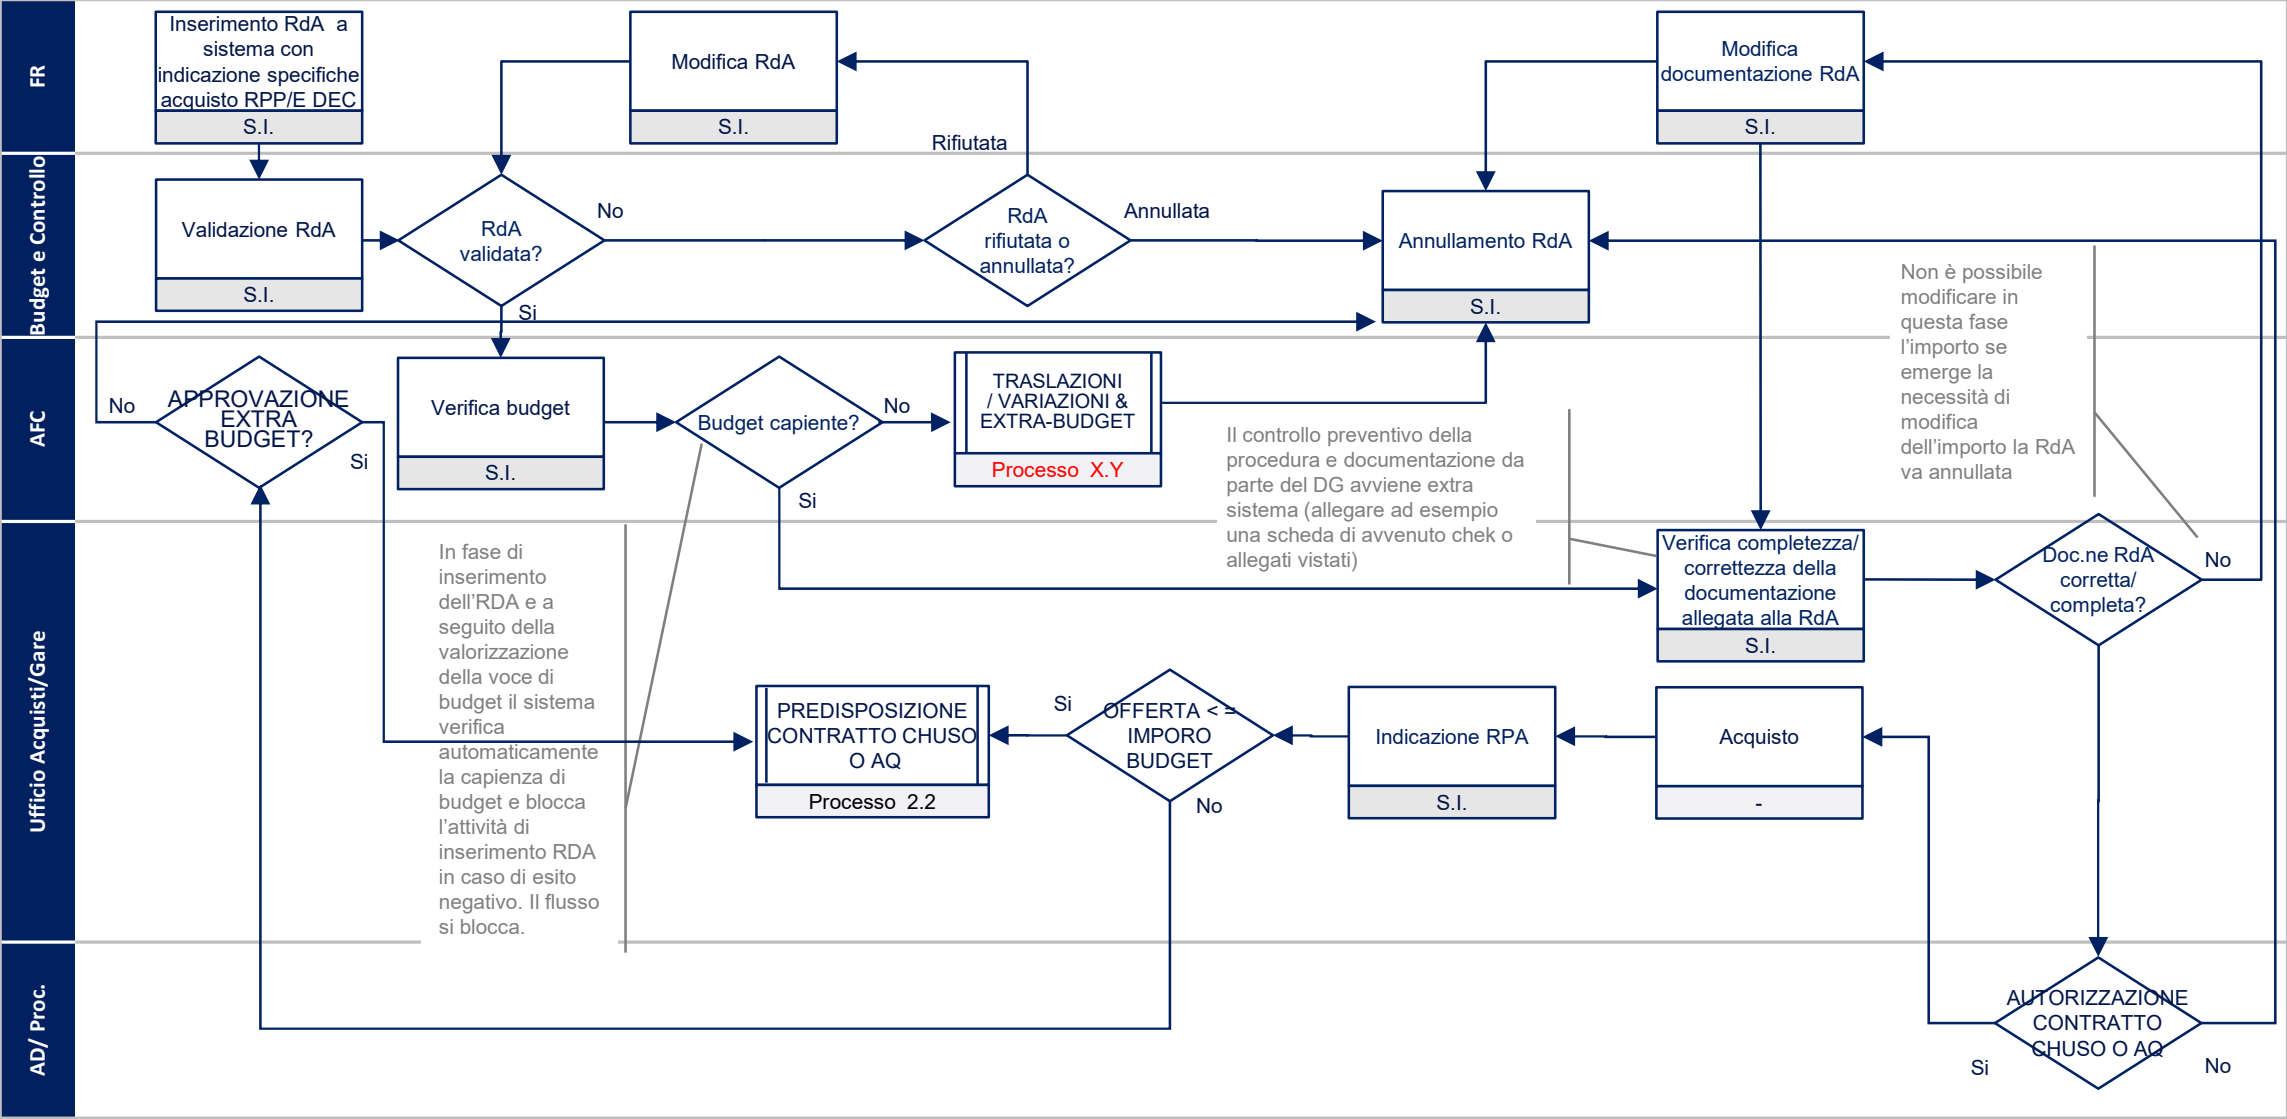 FR
Inserimento RdA a
sistema con
indicazione specifiche
acquisto RPP/E DEC
S.I.
Modifica RdA
S.I.
Rifiutata
Modifica
documentazione RdA
S.I.
Budget e Controllo
Validazione RdA
S.I.
RdA
validata?
No
Si
RdA
rifiutata o
annullata?
Annullata
Annullamento RdA
S.I.
Non è possibile
modificare in
questa fase
l'importo se
emerge la
necessità di
modifica
dell'importo la RdA
va annullata
AFC
No
APPROVAZIONE
EXTRA
BUDGET?
Si
Verifica budget
S.I.
Budget capiente?
No
Si
TRASLAZIONI
/ VARIAZIONI &
EXTRA-BUDGET
Processo X.Y
Il controllo preventivo della
procedura e documentazione da
parte del DG avviene extra
sistema (allegare ad esempio
una scheda di avvenuto chek o
allegati vistati)
Ufficio Acquisti/Gare
In fase di
inserimento
dell'RDA e a
seguito della
valorizzazione
della voce di
budget il sistema
verifica
automaticamente
la capienza di
budget e blocca
l'attività di
inserimento RDA
in caso di esito
negativo. Il flusso
si blocca.
Verifica completezza/
correttezza della
documentazione
allegata alla RdA
S.I.
Doc.ne RdA
corretta/
completa?
No
PREDISPOSIZIONE
CONTRATTO CHUSO
O AQ
Processo 2.2
Si
OFFERTA < =
IMPORO
BUDGET
No
Indicazione RPA
S.I.
Acquisto
-
AD/ Proc.
AUTORIZZAZIONE
CONTRATTO
CHUSO O AQ
Si
No